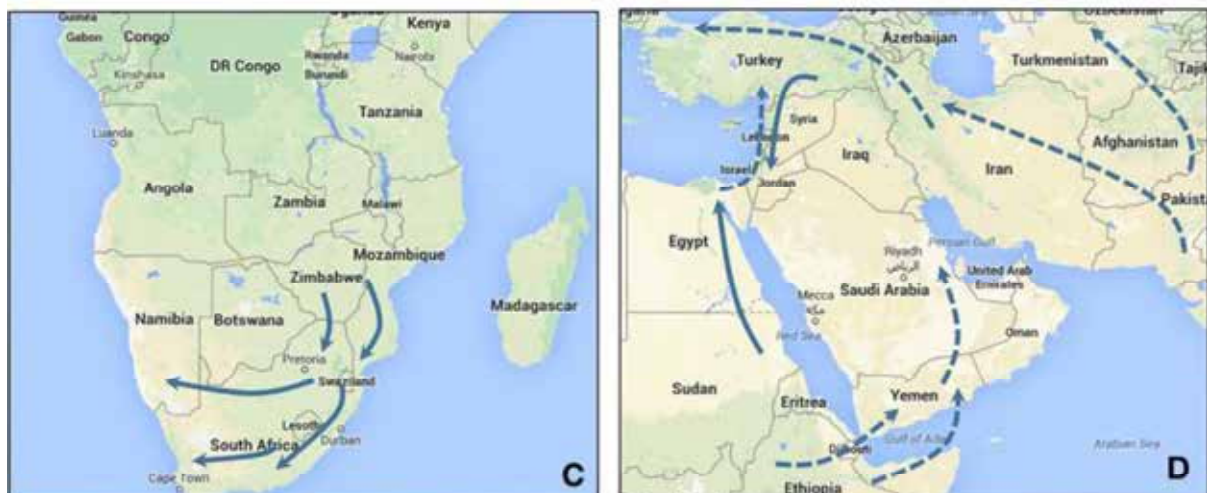 Guinea
Gabon
Congo
Kenya
Rwanda
Nairobi
DR Congo
Kinshasa
Burundi
Tanzania
Luanda
Angola
Zambia
Malawi
Mozambique
Zimbabwe
Madagascar
Namibia
Botswana
Pretoria
Swaziland
Lesotho
South Africa
Durban
Cape Town
C
Azerbaijan
Turkey
Turkmenistan
Tajik
Syria
Lebanon
Afghanistan
Iraq
Israel
Iran
Jordan
Pakista
Egypt
Persian Gulf
Riyadh
الرياض
United Arab
Emirates
Saudi Arabia
Mecca
مكة
Oman
Red Sea
Sudan
Yemen
Eritrea
Gulf of Aden
Arabian Sea
Djibouti
Ethiopia
D